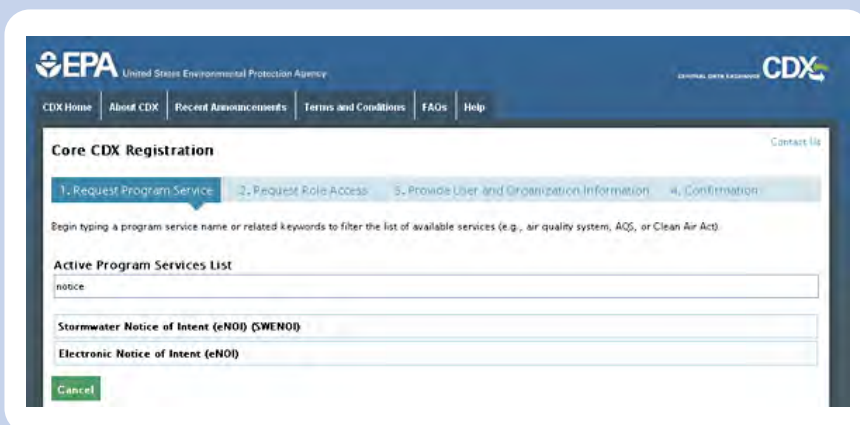 EPA United States Environmental Protection Agency
CENTRAL DATA EXCHANGE CDX
CDX Home About CDX Recent Announcements Terms and Conditions FAQs Help
Contact Us
Core CDX Registration
1. Request Program Service 2. Request Role Access 3. Provide User and Organization Information 4. Confirmation
Begin typing a program service name or related keywords to filter the list of available services (e.g., air quality system, AQS, or Clean Air Act)
Active Program Services List
notice
Stormwater Notice of Intent (eNOI) (SWENOI)
Electronic Notice of Intent (eNOI)
Cancel